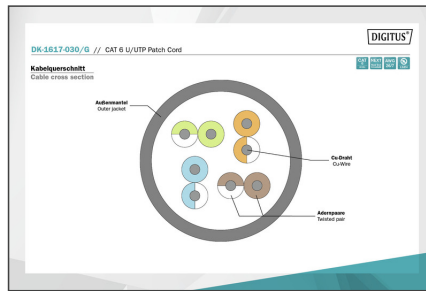 DIGITUS®
DK-1617-030/G // CAT 6 U/UTP Patch Cord
Kabelquerschnitt
Cable cross section
Außenmantel
Outer jacket
Cu-Draht
Cu-Wire
Adernpaare
Twisted pair